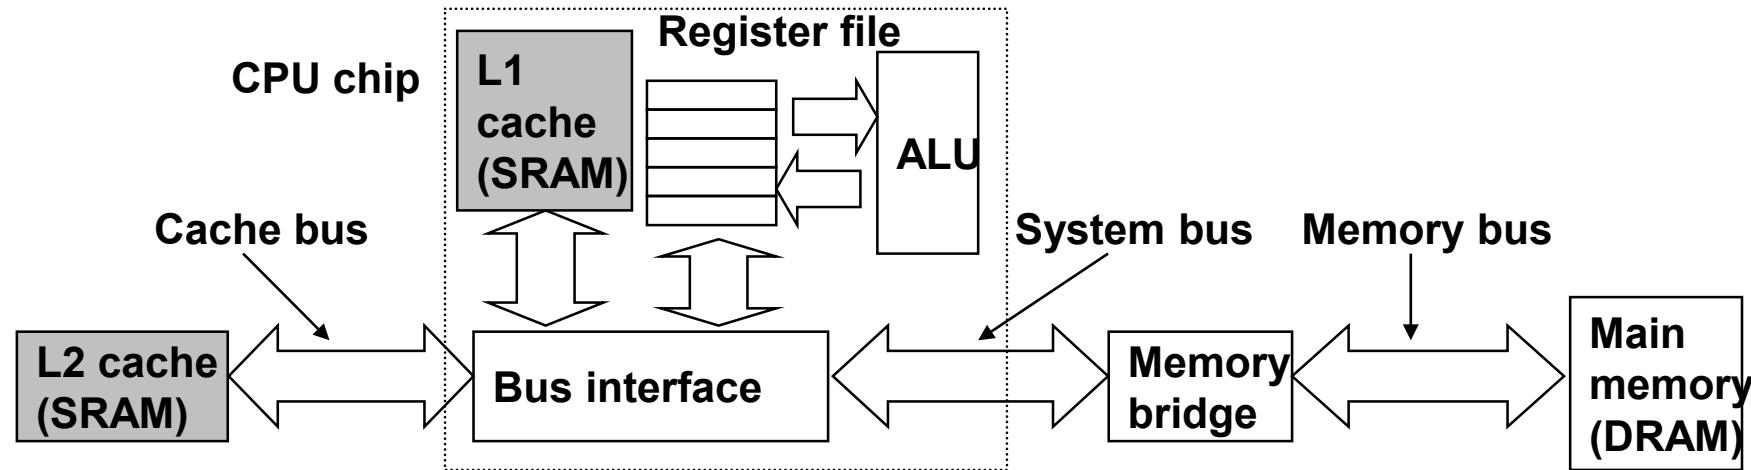 Register file
CPU chip
L1
cache
(SRAM)
ALU
Cache bus
System bus
Memory bus
L2 cache
(SRAM)
Bus interface
Memory
bridge
Main
memory
(DRAM)